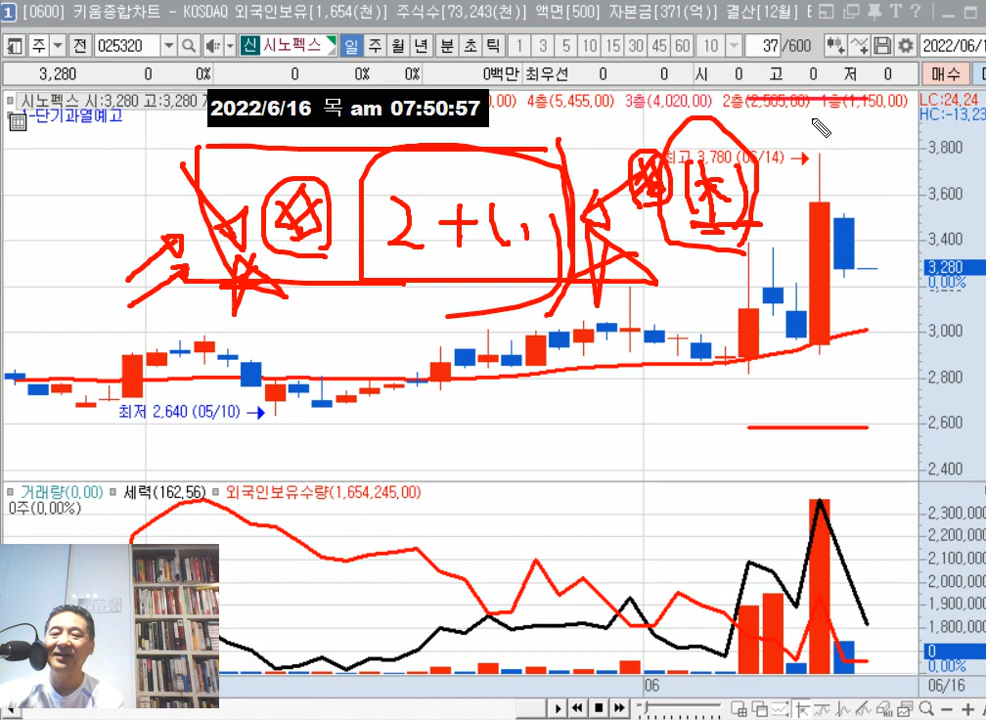 [0600] 키움종합차트 - KOSDAQ 외국인보유[1,654(천)] 주식수[73,243(천)] 액면[500] 자본금[371(억)] 결산[12월]
주 전 025320 신 시노펙스 일 주 월 년 분 초 틱 1 3 5 10 15 30 45 60 10 37 /600 2022/06/1
3,280 0 0% 0 0% 0% 0백만 최우선 0 0 시 0 고 0 저 0 매수
시노펙스 시:3,280 고:3,280 4층(5,455.00) 3층(4,020.00) 2층(2,585.00) 1층(1,150.00) LC:24,24
HC:-13,23
-단기과열예고
2022/6/16 목 am 07:50:57
최고 3,780 (06/14)
2+1
3,800
3,600
3,400
3,280
0,00%
3,000
2,800
최저 2,640 (05/10)
2,600
2,400
거래량(0,00) 세력(162,56) 외국인보유수량(1,654,245,00)
0주(0,00%)
2,300,000
2,200,00
2,100,00
2,000,00
1,900,00
1,800,00
0
0,00%
06 06/16